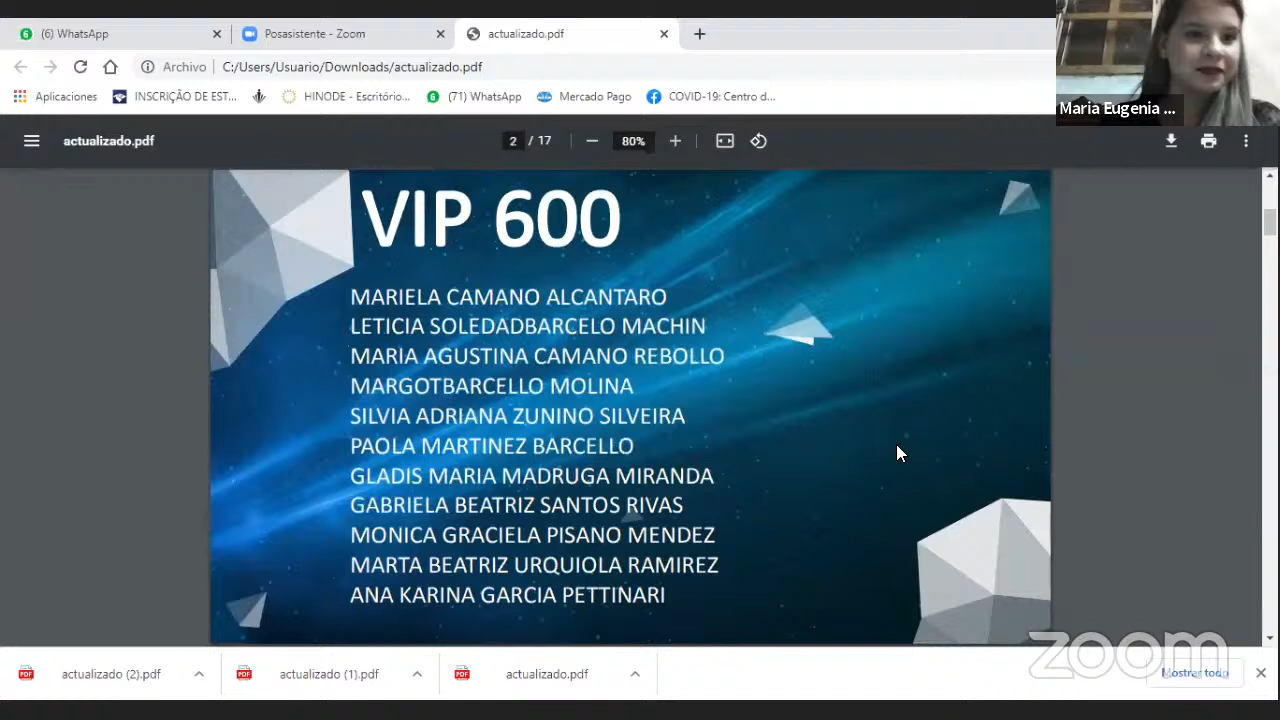 (6) WhatsApp
Posasistente - Zoom
actualizado.pdf
Archivo
C:/Users/Usuario/Downloads/actualizado.pdf
Aplicaciones
INSCRIÇÃO DE EST...
HINODE - Escritório...
(71) WhatsApp
Mercado Pago
COVID-19: Centro d...
Maria Eugenia ...
actualizado.pdf
2 / 17
80%
VIP 600
MARIELA CAMANO ALCANTARO
LETICIA SOLEDADBARCELO MACHIN
MARIA AGUSTINA CAMANO REBOLLO
MARGOTBARCELLO MOLINA
SILVIA ADRIANA ZUNINO SILVEIRA
PAOLA MARTINEZ BARCELLO
GLADIS MARIA MADRUGA MIRANDA
GABRIELA BEATRIZ SANTOS RIVAS
MONICA GRACIELA PISANO MENDEZ
MARTA BEATRIZ URQUIOLA RAMIREZ
ANA KARINA GARCIA PETTINARI
actualizado (2).pdf
actualizado (1).pdf
actualizado.pdf
Mostrar todo
zoom